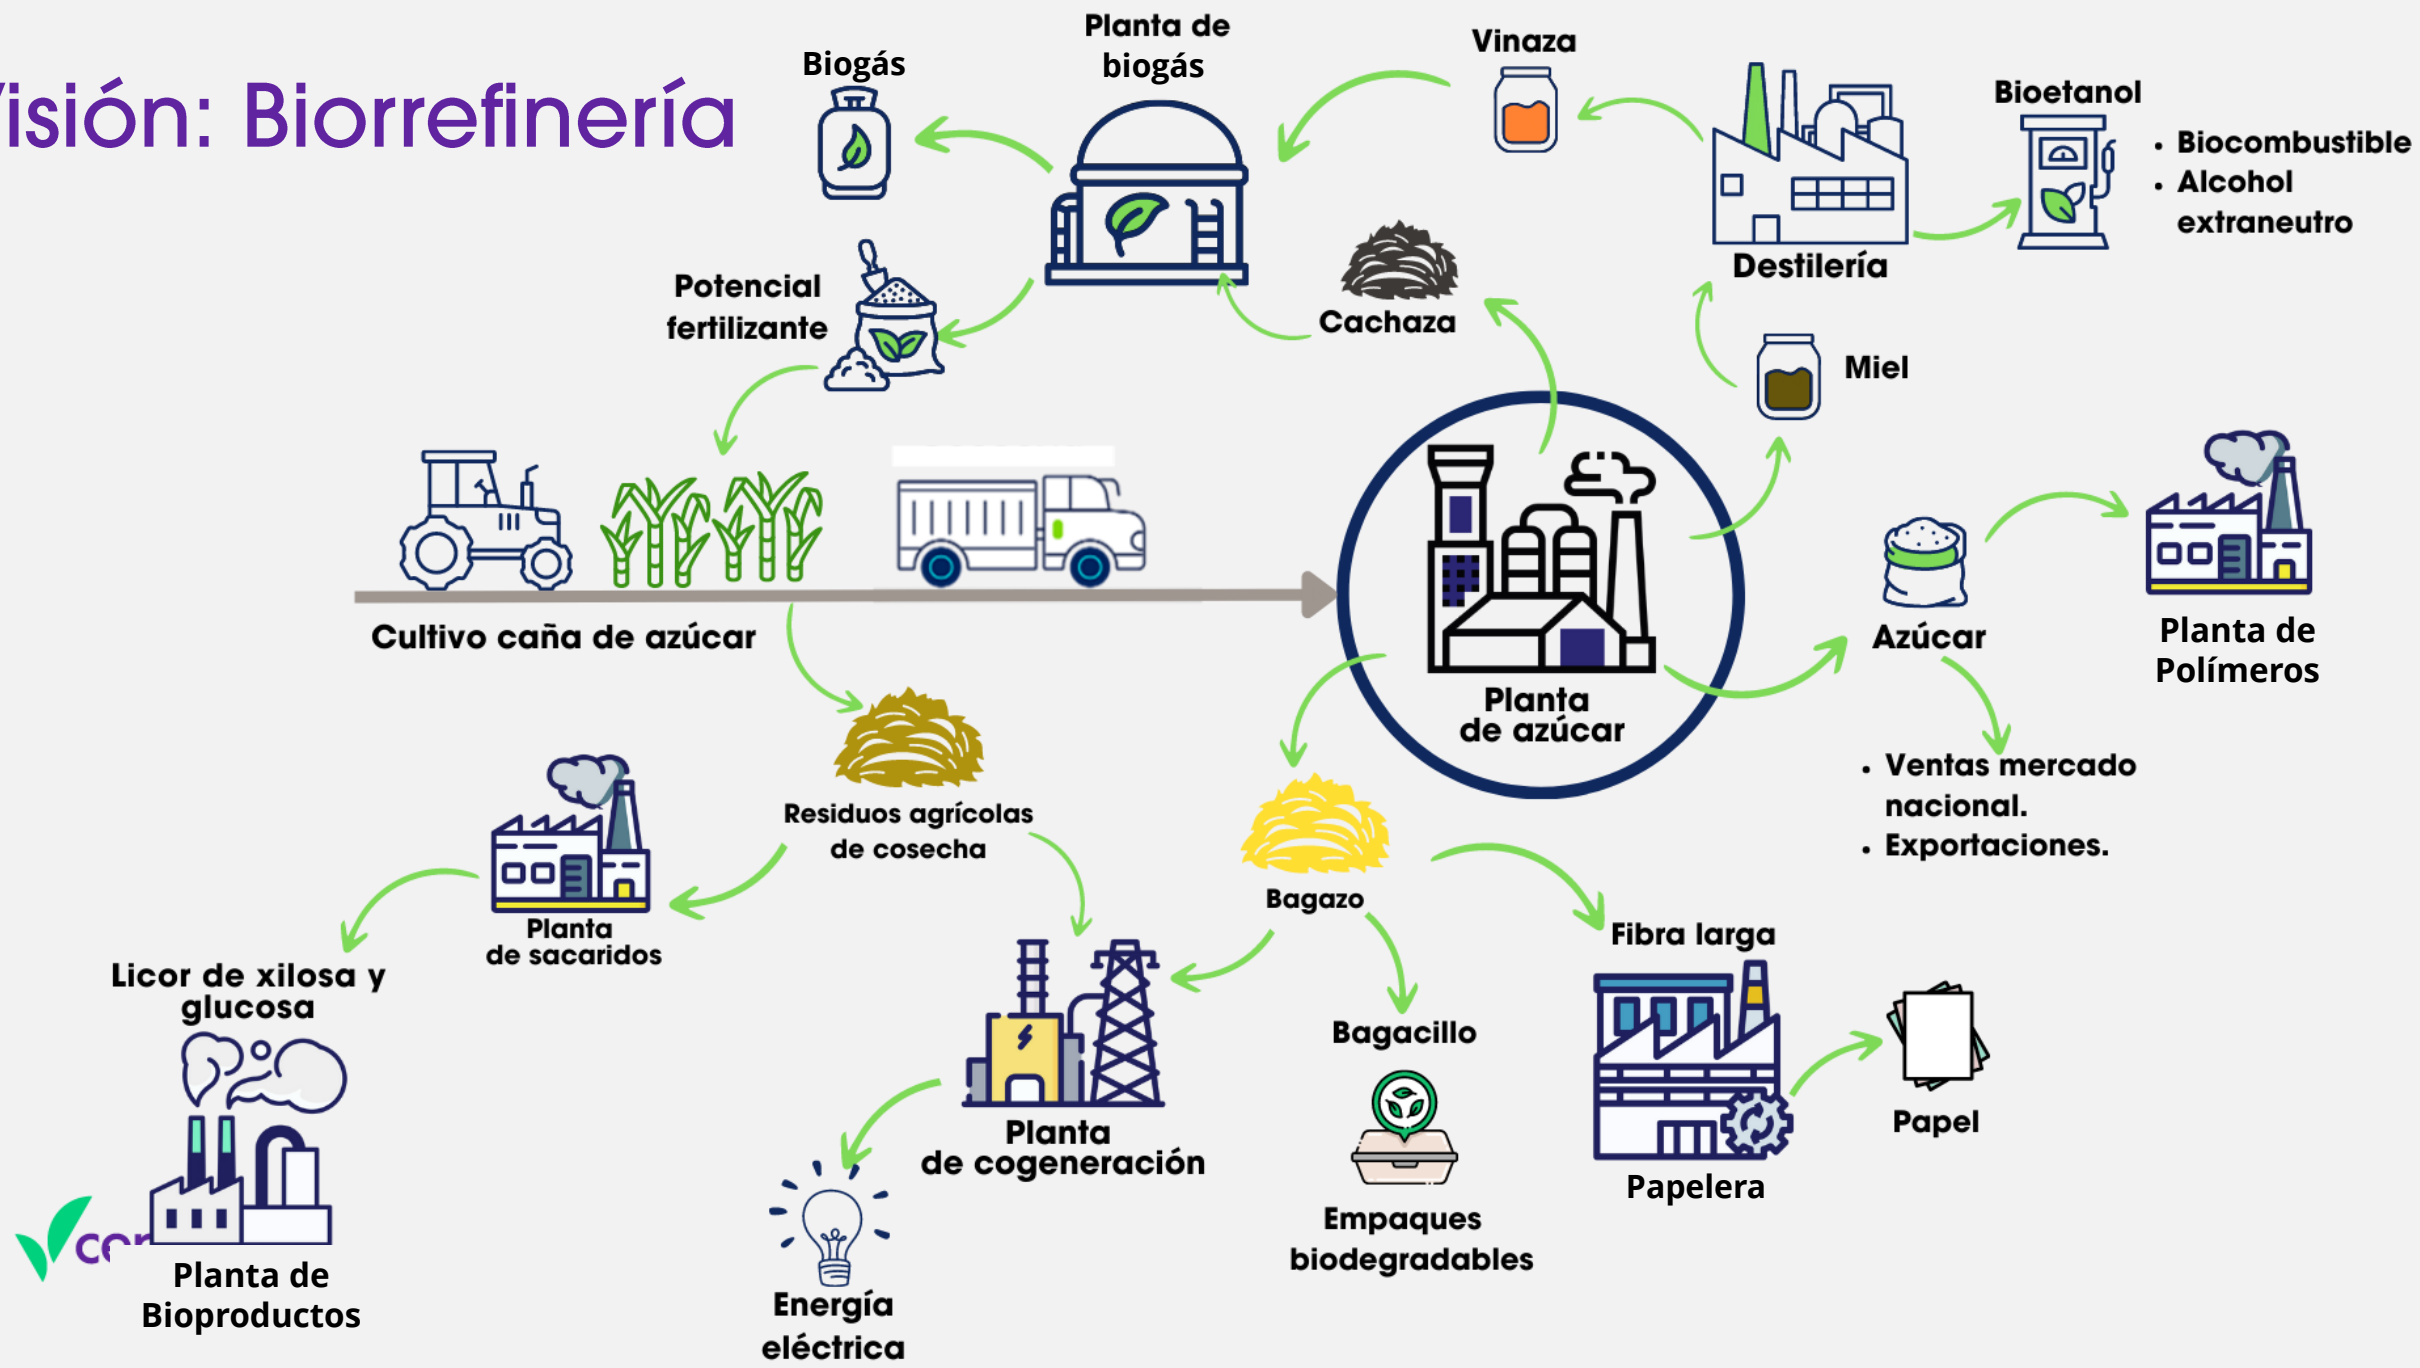 isión: Biorrefinería
Biogás
Planta de
biogás
Vinaza
Bioetanol
• Biocombustible
• Alcohol
extraneutro
Destilería
Potencial
fertilizante
Cachaza
Miel
Cultivo caña de azúcar
Planta
de azúcar
Azúcar
Planta de
Polímeros
• Ventas mercado
nacional.
• Exportaciones.
Residuos agrícolas
de cosecha
Bagazo
Planta
de sacaridos
Fibra larga
Licor de xilosa y
glucosa
Bagacillo
Planta
de cogeneración
Papel
Papelera
Empaques
biodegradables
Planta de
Bioproductos
Energía
eléctrica